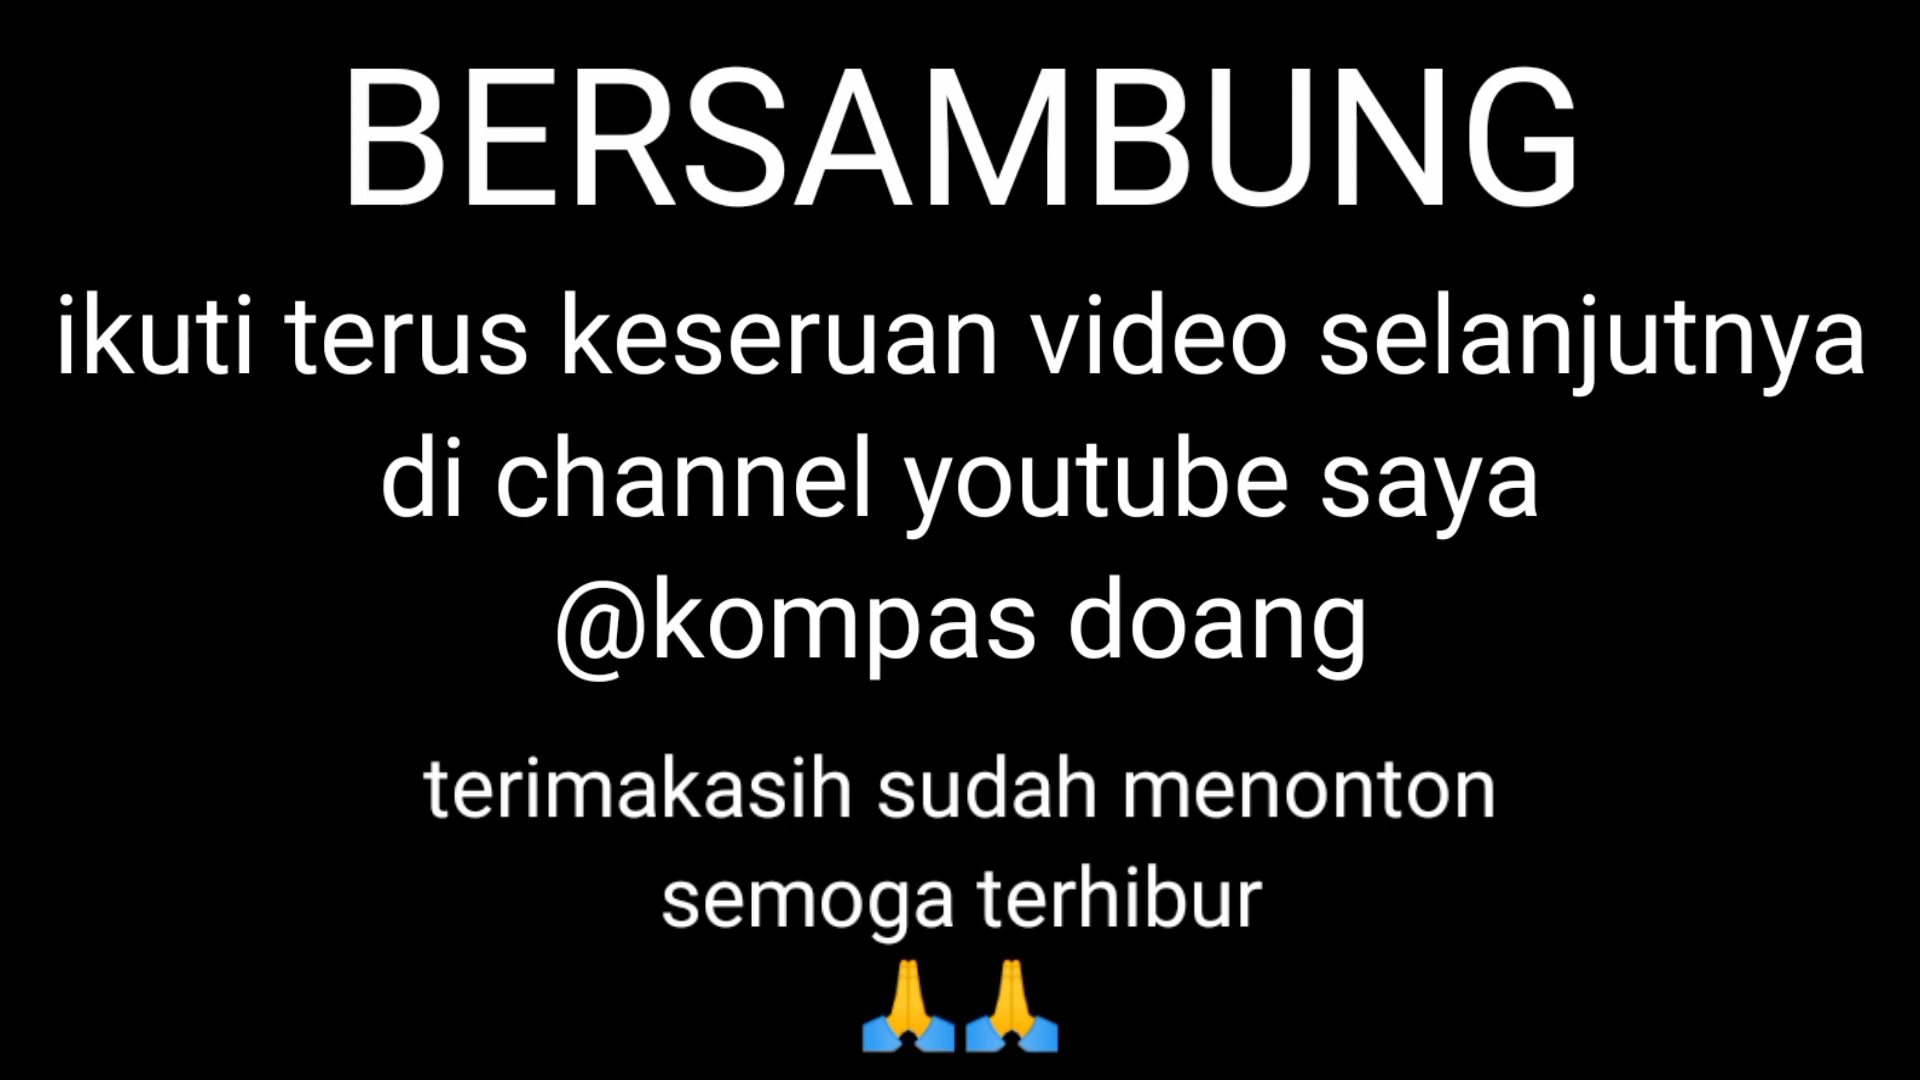 BERSAMBUNG
ikuti terus keseruan video selanjutnya
di channel youtube saya
@kompas doang
terimakasih sudah menonton
semoga terhibur
🙏🙏